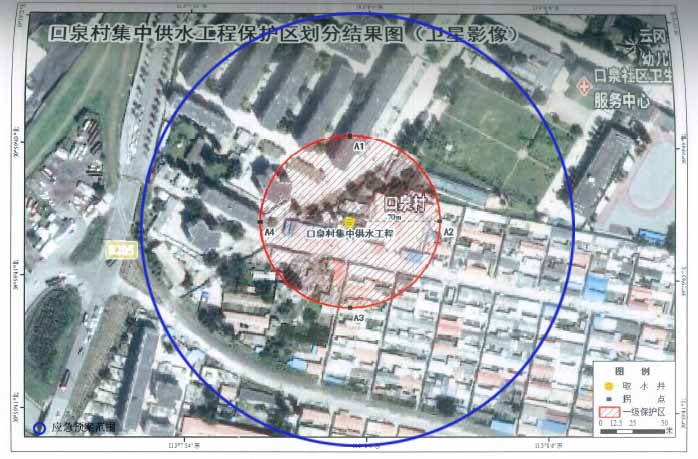 口泉村集中供水工程保护区划分结果图（卫星影像）
云冈
幼儿
口泉社区卫生
服务中心
A1
口泉村
70m
A4
口泉村集中供水工程
A2
S205
A3
图 例
取 水 井
拐 点
一级保护区
0 12.5 25 50
米
应急预案范围